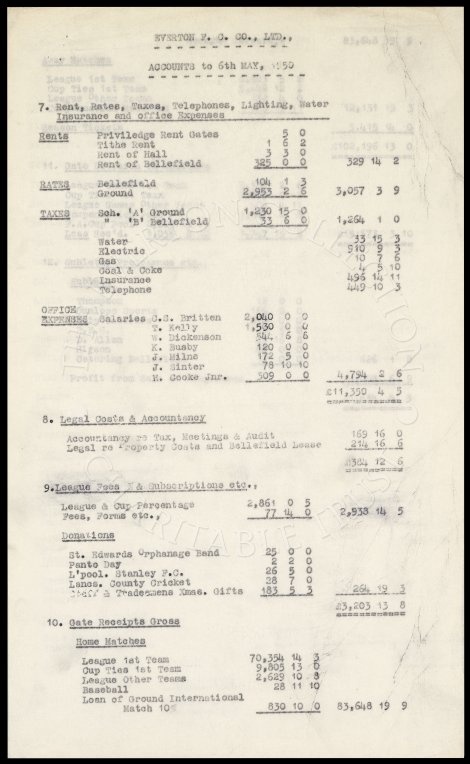 EVERTON F. C. CO., LTD.,
ACCOUNTS to 6th MAY, 1950
7. Rent, Rates, Taxes, Telephones, Lighting, Water
Insurance and office Expenses
Rents Priviledge Rent Gates 5 0
Tithe Rent 1 6 2
Rent of Hall 3 3 0
Rent of Bellefield 325 0 0 329 14 2
RATES Bellefield 104 1 3
" Ground 2,953 2 6 3,057 3 9
TAXES Sch. 'A' Ground 1,230 15 0
" 'B' Bellefield 33 6 0 1,264 1 0
Water 33 15 3
Electric 910 9 3
Gas 10 7 6
Coal & Coke 4 5 10
Insurance 496 14 11
Telephone 449 10 3
OFFICE
EXPENSES Salaries C.S. Britten 2,040 0 0
T. Kelly 1,530 0 0
W. Dickenson 544 6 6
K. Busby 120 0 0
J. Milne 172 5 0
J. Sinter 78 10 10
H. Cooke Jnr. 509 0 0 4,794 2 6
£11,350 4 5
8. Legal Costs & Accountancy
Accountancy re Tax, Meetings & Audit 169 16 0
Legal re Property Costs and Bellefield Lease 214 16 6
£384 12 6
9. League Fees & Subscriptions etc.,
League & Cup Percentage 2,861 0 5
Fees, Forms etc., 77 14 0 2,938 14 5
Donations
St. Edwards Orphanage Band 25 0 0
Panto Day 2 2 0
L'pool. Stanley F.C. 26 5 0
Lancs. County Cricket 28 7 0
Staff & Tradesmens Xmas. Gifts 183 5 3 264 19 3
£3,203 13 8
10. Gate Receipts Gross
Home Matches
League 1st Team 70,354 14 3
Cup Ties 1st Team 9,805 13 0
League Other Teams 2,629 10 8
Baseball 28 11 10
Loan of Ground International
Match 10% 830 10 0 83,648 19 9